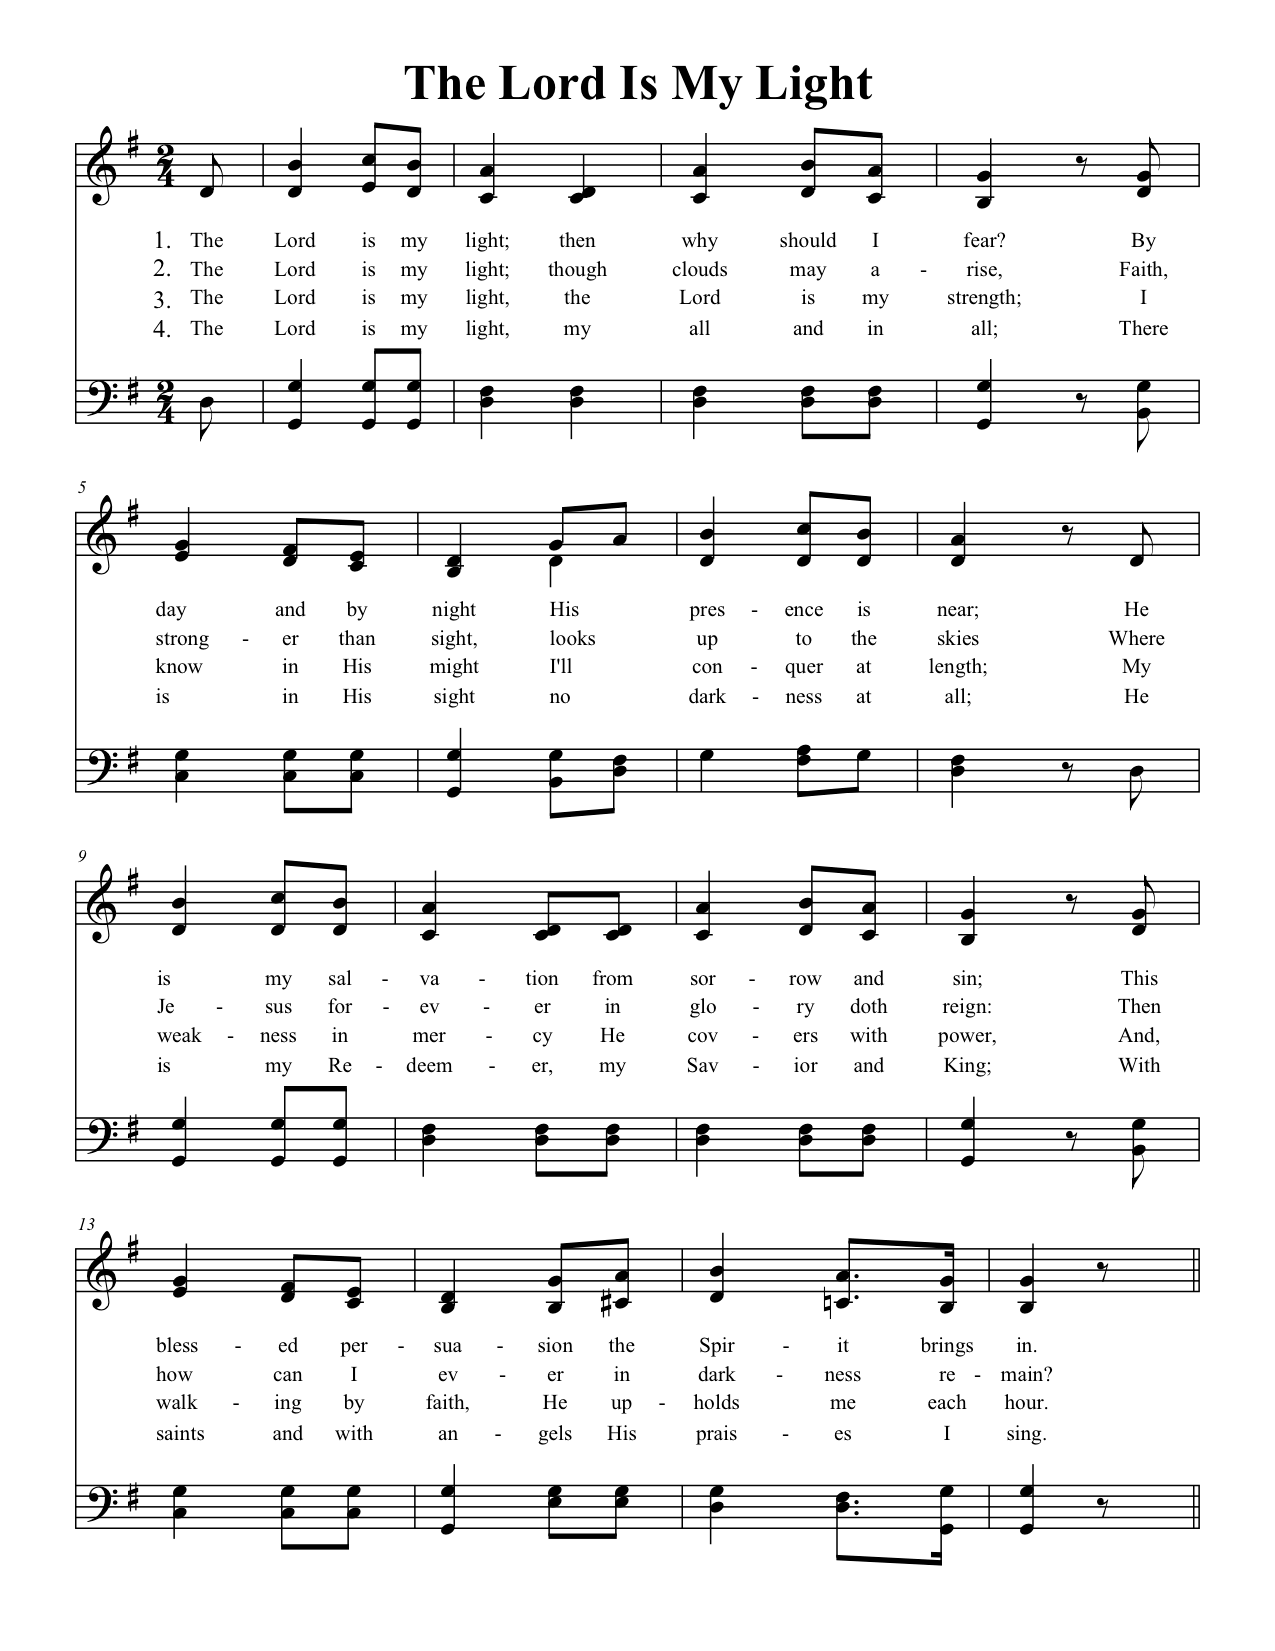 The Lord Is My Light
1. The Lord is my light; then why should I fear? By
2. The Lord is my light; though clouds may a - rise, Faith,
3. The Lord is my light, the Lord is my strength; I
4. The Lord is my light, my all and in all; There
5
day and by night His pres - ence is near; He
strong - er than sight, looks up to the skies Where
know in His might I'll con - quer at length; My
is in His sight no dark - ness at all; He
9
is my sal - va - tion from sor - row and sin; This
Je - sus for - ev - er in glo - ry doth reign: Then
weak - ness in mer - cy He cov - ers with power, And,
is my Re - deem - er, my Sav - ior and King; With
13
bless - ed per - sua - sion the Spir - it brings in.
how can I ev - er in dark - ness re - main?
walk - ing by faith, He up - holds me each hour.
saints and with an - gels His prais - es I sing.